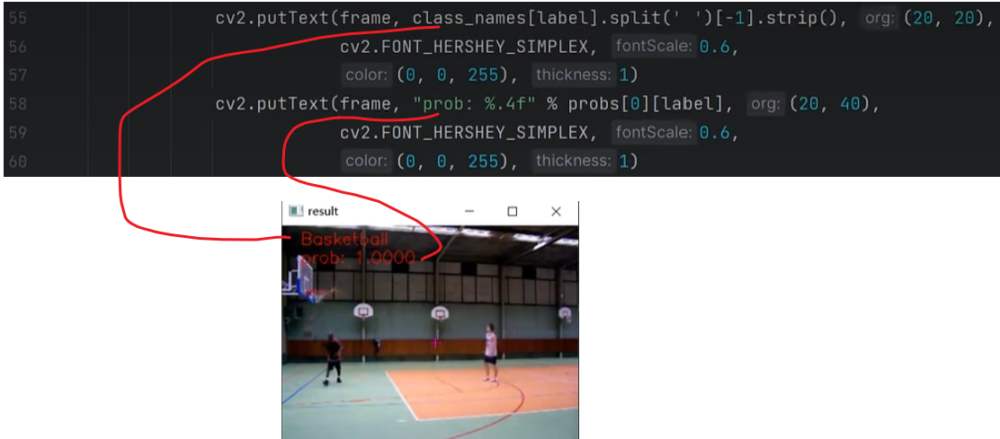 55 cv2.putText(frame, class_names[label].split(' ')[-1].strip(), org: (20, 20),
56 cv2.FONT_HERSHEY_SIMPLEX, fontScale: 0.6,
57 color: (0, 0, 255), thickness: 1)
58 cv2.putText(frame, "prob: %.4f" % probs[0][label], org: (20, 40),
59 cv2.FONT_HERSHEY_SIMPLEX, fontScale: 0.6,
60 color: (0, 0, 255), thickness: 1)
result
Basketball
prob: 1.0000